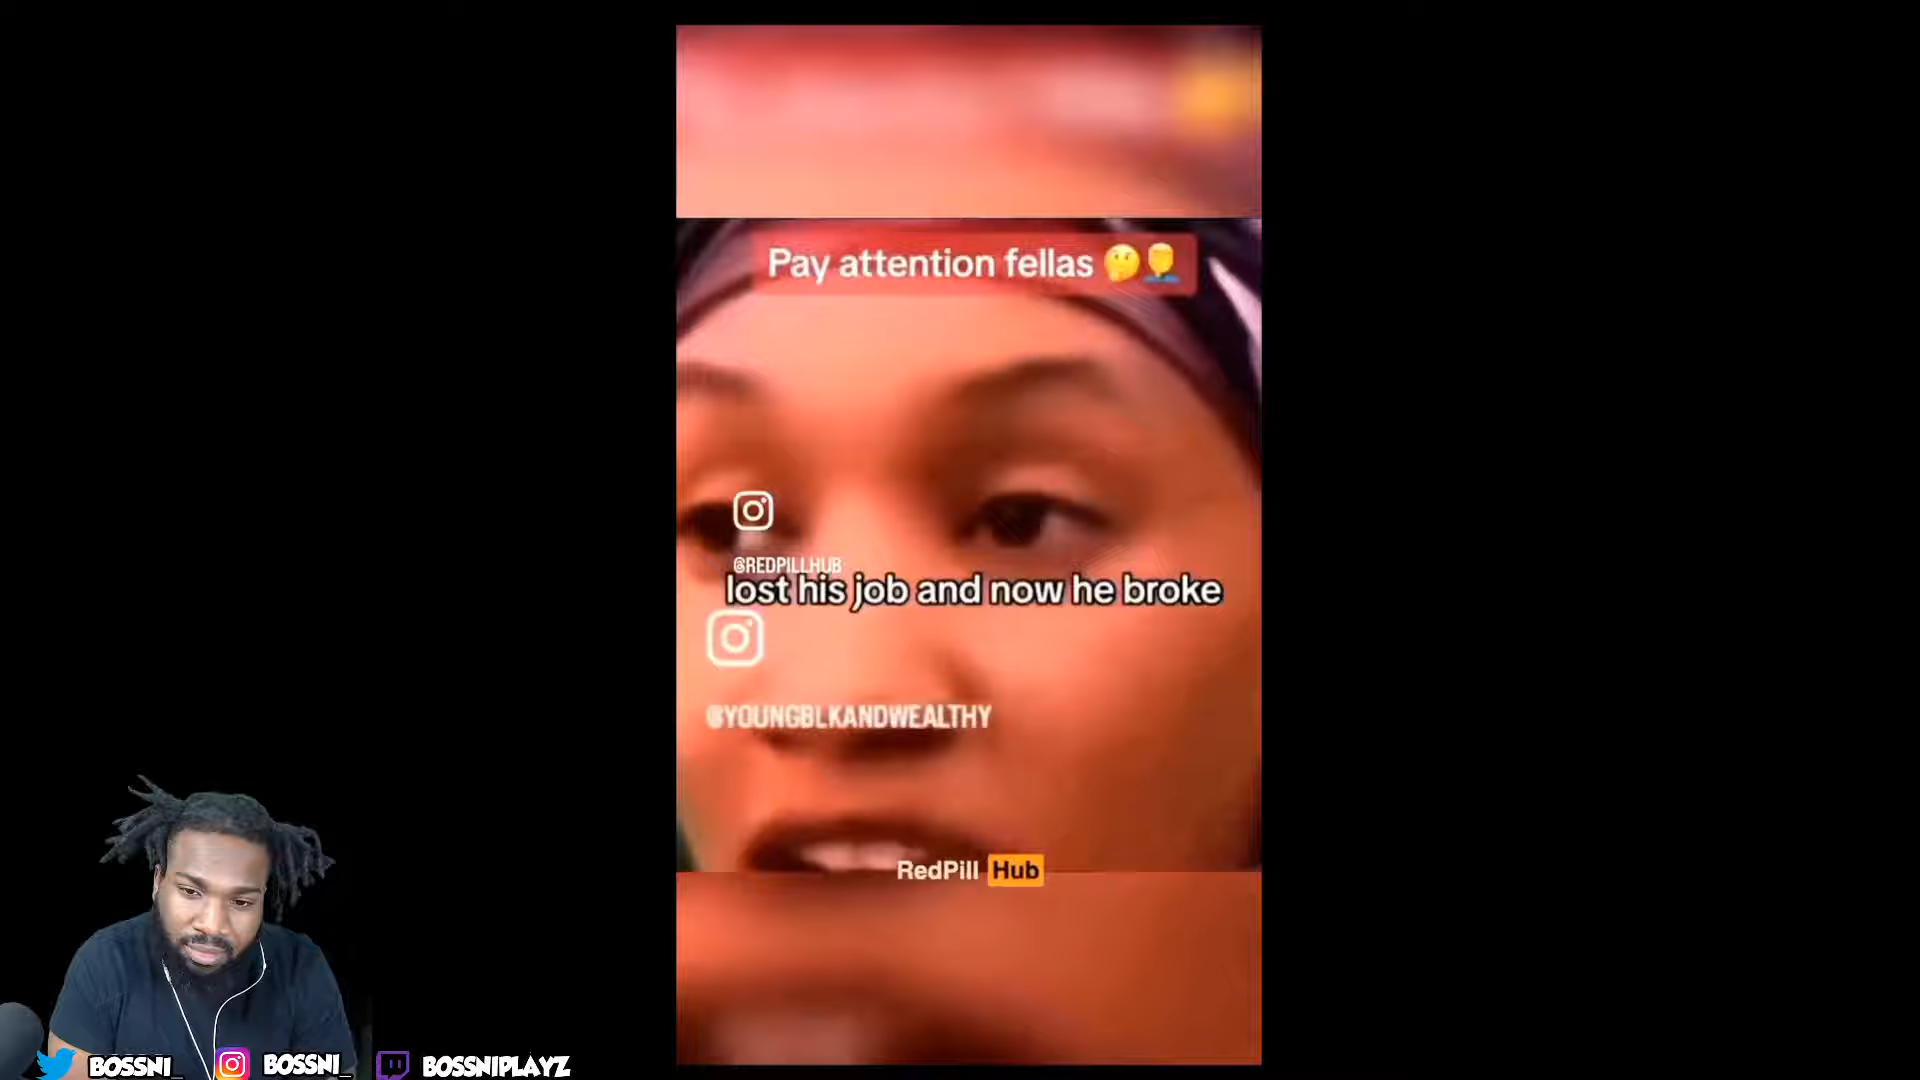 Pay attention fellas 🤔🤦‍♂️
@REDPILLHUB
lost his job and now he broke
@YOUNGBLKANDWEALTHY
RedPill Hub
BOSSNI_ BOSSNI_ BOSSNIPLAYZ